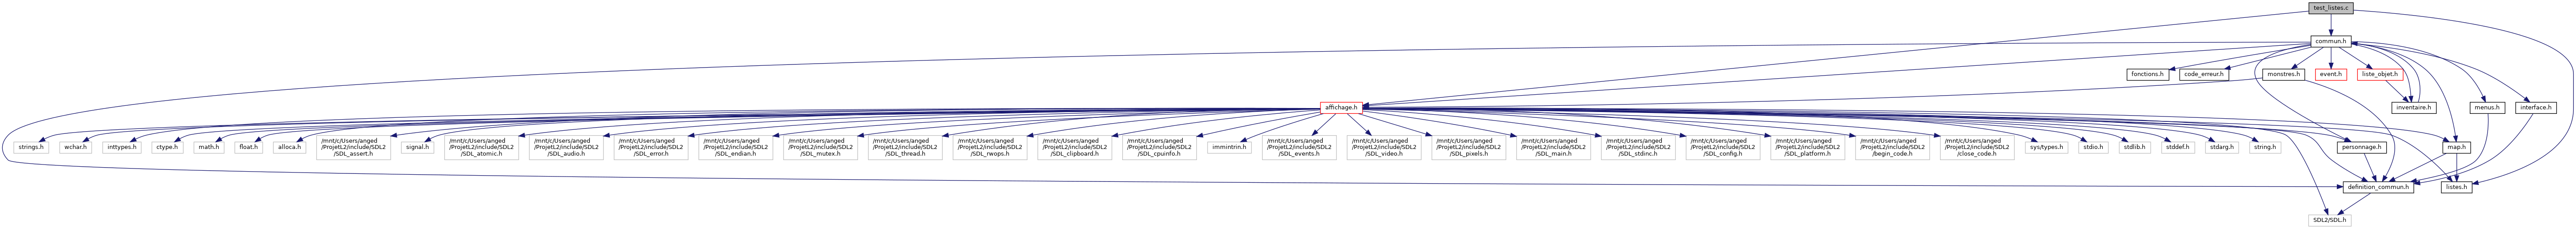 test_listes.c
commun.h
fonctions.h
code_erreur.h
monstres.h
event.h
liste_objet.h
affichage.h
inventaire.h
menus.h
interface.h
strings.h
wchar.h
inttypes.h
ctype.h
math.h
float.h
alloca.h
/mnt/c/Users/anged
/ProjetL2/include/SDL2
/SDL_assert.h
signal.h
/mnt/c/Users/anged
/ProjetL2/include/SDL2
/SDL_atomic.h
/mnt/c/Users/anged
/ProjetL2/include/SDL2
/SDL_audio.h
/mnt/c/Users/anged
/ProjetL2/include/SDL2
/SDL_error.h
/mnt/c/Users/anged
/ProjetL2/include/SDL2
/SDL_endian.h
/mnt/c/Users/anged
/ProjetL2/include/SDL2
/SDL_mutex.h
/mnt/c/Users/anged
/ProjetL2/include/SDL2
/SDL_thread.h
/mnt/c/Users/anged
/ProjetL2/include/SDL2
/SDL_rwops.h
/mnt/c/Users/anged
/ProjetL2/include/SDL2
/SDL_clipboard.h
/mnt/c/Users/anged
/ProjetL2/include/SDL2
/SDL_cpuinfo.h
immintrin.h
/mnt/c/Users/anged
/ProjetL2/include/SDL2
/SDL_events.h
/mnt/c/Users/anged
/ProjetL2/include/SDL2
/SDL_video.h
/mnt/c/Users/anged
/ProjetL2/include/SDL2
/SDL_pixels.h
/mnt/c/Users/anged
/ProjetL2/include/SDL2
/SDL_main.h
/mnt/c/Users/anged
/ProjetL2/include/SDL2
/SDL_stdinc.h
/mnt/c/Users/anged
/ProjetL2/include/SDL2
/SDL_config.h
/mnt/c/Users/anged
/ProjetL2/include/SDL2
/SDL_platform.h
/mnt/c/Users/anged
/ProjetL2/include/SDL2
/begin_code.h
/mnt/c/Users/anged
/ProjetL2/include/SDL2
/close_code.h
sys/types.h
stdio.h
stdlib.h
stddef.h
stdarg.h
string.h
personnage.h
map.h
definition_commun.h
listes.h
SDL2/SDL.h